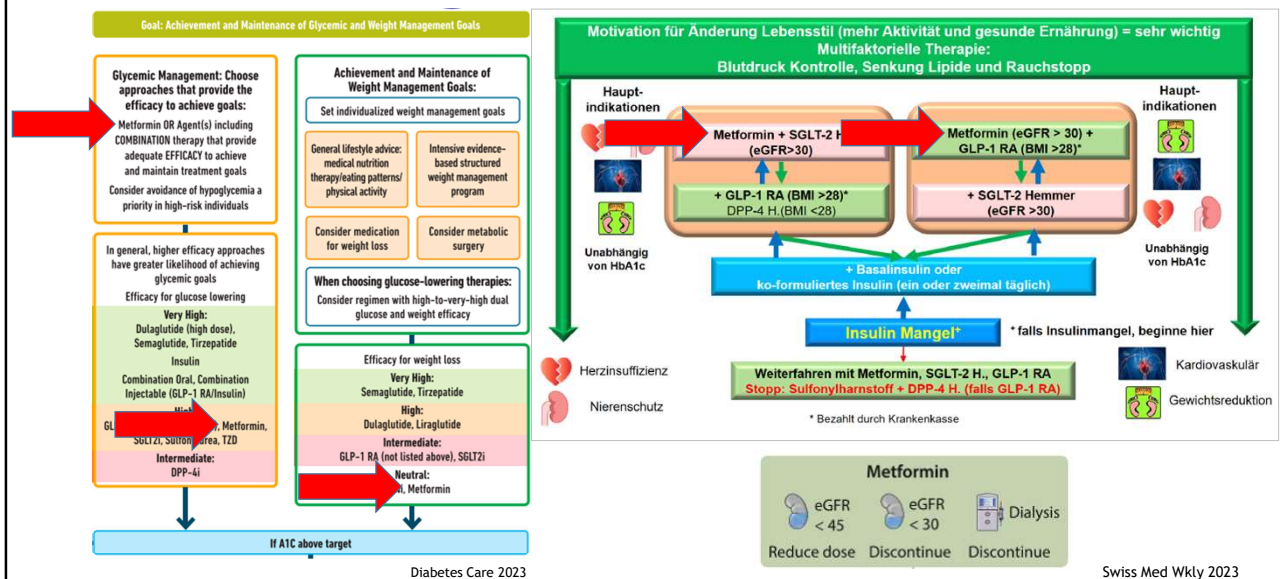 Goal: Achievement and Maintenance of Glycemic and Weight Management Goals
Glycemic Management: Choose
approaches that provide the
efficacy to achieve goals:
Metformin OR Agent(s) including
COMBINATION therapy that provide
adequate EFFICACY to achieve
and maintain treatment goals
Consider avoidance of hypoglycemia a
priority in high-risk individuals
In general, higher efficacy approaches
have greater likelihood of achieving
glycemic goals
Efficacy for glucose lowering
Very High:
Dulaglutide (high dose),
Semaglutide, Tirzepatide
Insulin
Combination Oral, Combination
Injectable (GLP-1 RA/Insulin)
GL , Metformin,
SGLT2i, Sulfonylurea, TZD
Intermediate:
DPP-4i
Achievement and Maintenance of
Weight Management Goals:
Set individualized weight management goals
General lifestyle advice:
medical nutrition
therapy/eating patterns/
physical activity
Intensive evidence-
based structured
weight management
program
Consider medication
for weight loss
Consider metabolic
surgery
When choosing glucose-lowering therapies:
Consider regimen with high-to-very-high dual
glucose and weight efficacy
Efficacy for weight loss
Very High:
Semaglutide, Tirzepatide
High:
Dulaglutide, Liraglutide
Intermediate:
GLP-1 RA (not listed above), SGLT2i
Neutral:
, Metformin
If A1C above target
Diabetes Care 2023
Motivation für Änderung Lebensstil (mehr Aktivität und gesunde Ernährung) = sehr wichtig
Multifaktorielle Therapie:
Blutdruck Kontrolle, Senkung Lipide und Rauchstopp
Haupt-
indikationen
Unabhängig
von HbA1c
Metformin + SGLT-2 H
(eGFR>30)
+ GLP-1 RA (BMI >28)*
DPP-4 H.(BMI <28)
Metformin (eGFR > 30) +
GLP-1 RA (BMI >28)*
+ SGLT-2 Hemmer
(eGFR >30)
Haupt-
indikationen
Unabhängig
von HbA1c
+ Basalinsulin oder
ko-formuliertes Insulin (ein oder zweimal täglich)
Insulin Mangel+
* falls Insulinmangel, beginne hier
Herzinsuffizienz
Nierenschutz
Weiterfahren mit Metformin, SGLT-2 H., GLP-1 RA
Stopp: Sulfonylharnstoff + DPP-4 H. (falls GLP-1 RA)
* Bezahlt durch Krankenkasse
Kardiovaskulär
Gewichtsreduktion
Metformin
eGFR
< 45
Reduce dose
eGFR
< 30
Discontinue
Dialysis
Discontinue
Swiss Med Wkly 2023